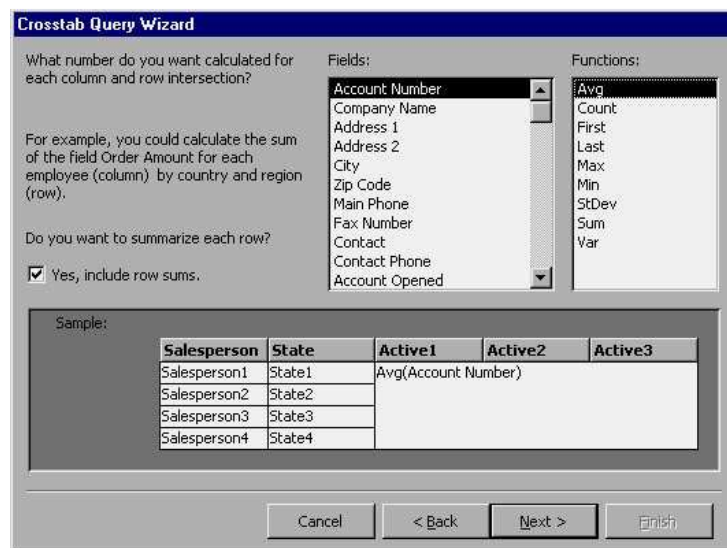 Crosstab Query Wizard
What number do you want calculated for
each column and row intersection?
For example, you could calculate the sum
of the field Order Amount for each
employee (column) by country and region
(row).
Do you want to summarize each row?
Yes, include row sums.
Fields:
Account Number
Company Name
Address 1
Address 2
City
Zip Code
Main Phone
Fax Number
Contact
Contact Phone
Account Opened
Functions:
Avg
Count
First
Last
Max
Min
StDev
Sum
Var
Sample:
Salesperson State Active1 Active2 Active3
Salesperson1 State1 Avg(Account Number)
Salesperson2 State2
Salesperson3 State3
Salesperson4 State4
Cancel < Back Next > Finish